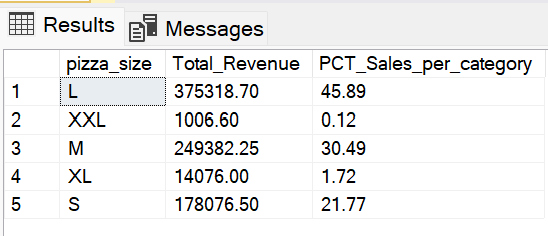 Results Messages
pizza_size Total_Revenue PCT_Sales_per_category
1 L 375318.70 45.89
2 XXL 1006.60 0.12
3 M 249382.25 30.49
4 XL 14076.00 1.72
5 S 178076.50 21.77